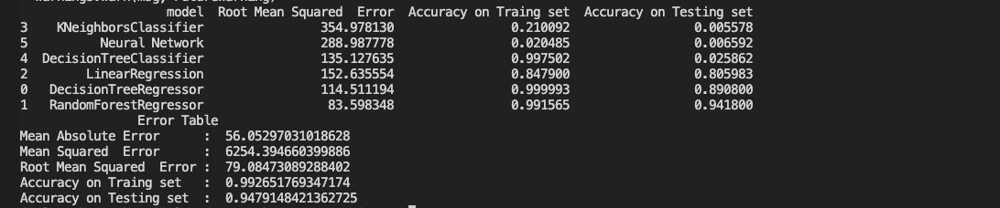 model Root Mean Squared  Error  Accuracy on Traing set  Accuracy on Testing set
3    KNeighborsClassifier               354.978130                0.210092                 0.005578
5          Neural Network               288.987778                0.020485                 0.006592
4  DecisionTreeClassifier               135.127635                0.997502                 0.025862
2        LinearRegression               152.635554                0.847900                 0.805983
0   DecisionTreeRegressor               114.511194                0.999993                 0.890800
1   RandomForestRegressor                83.598348                0.991565                 0.941800
Error Table
Mean Absolute Error      :  56.05297031018628
Mean Squared  Error      :  6254.394660399886
Root Mean Squared  Error :  79.08473089288402
Accuracy on Traing set   :  0.992651769347174
Accuracy on Testing set  :  0.9479148421362725